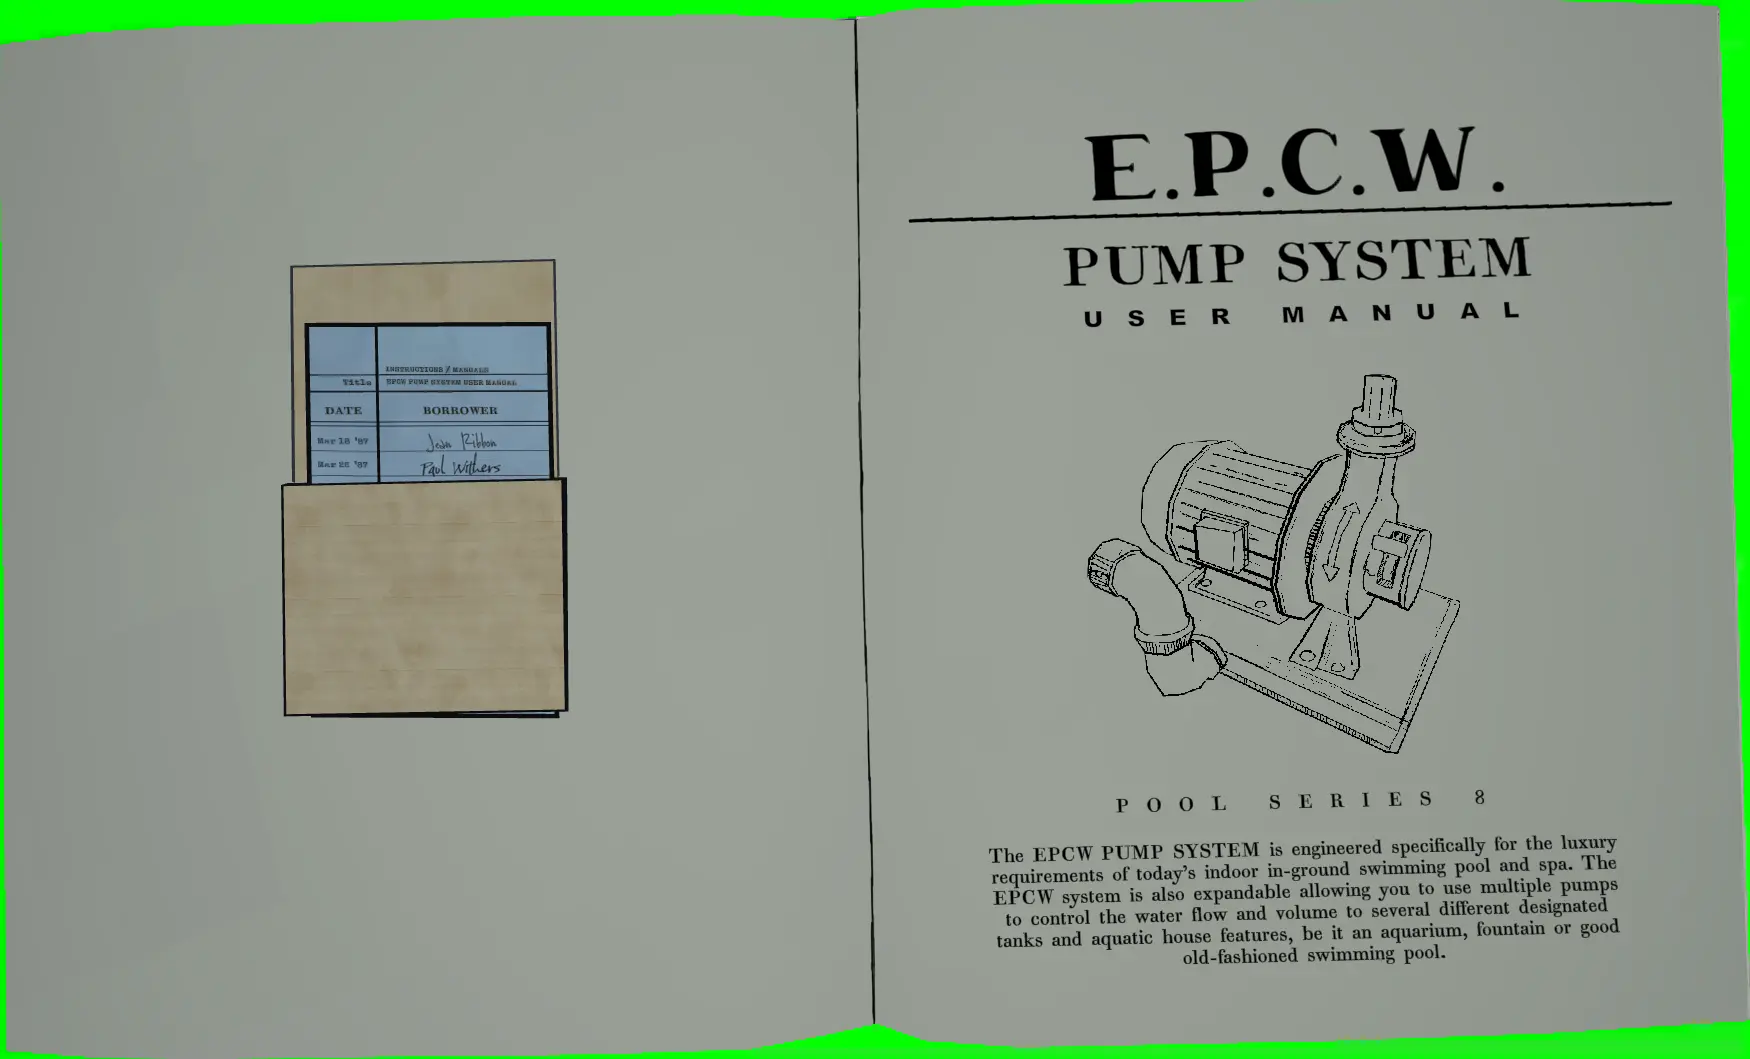 INSTRUCTIONS / MANUALS
Title EPCW PUMP SYSTEM USER MANUAL
DATE BORROWER
Mar 18 '87 Jean Ribbon
Mar 25 '87 Paul Withers
E.P.C.W.
PUMP SYSTEM
USER MANUAL
POOL SERIES 8
The EPCW PUMP SYSTEM is engineered specifically for the luxury
requirements of today's indoor in-ground swimming pool and spa. The
EPCW system is also expandable allowing you to use multiple pumps
to control the water flow and volume to several different designated
tanks and aquatic house features, be it an aquarium, fountain or good
old-fashioned swimming pool.